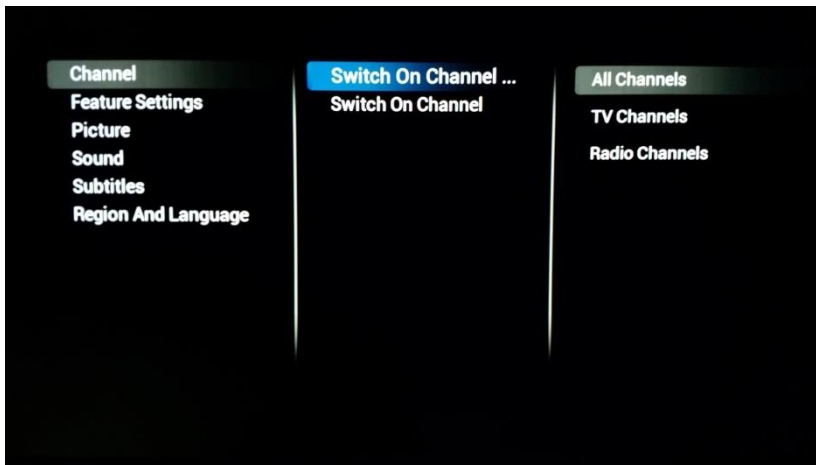 Channel
Feature Settings
Picture
Sound
Subtitles
Region And Language
Switch On Channel ...
Switch On Channel
All Channels
TV Channels
Radio Channels